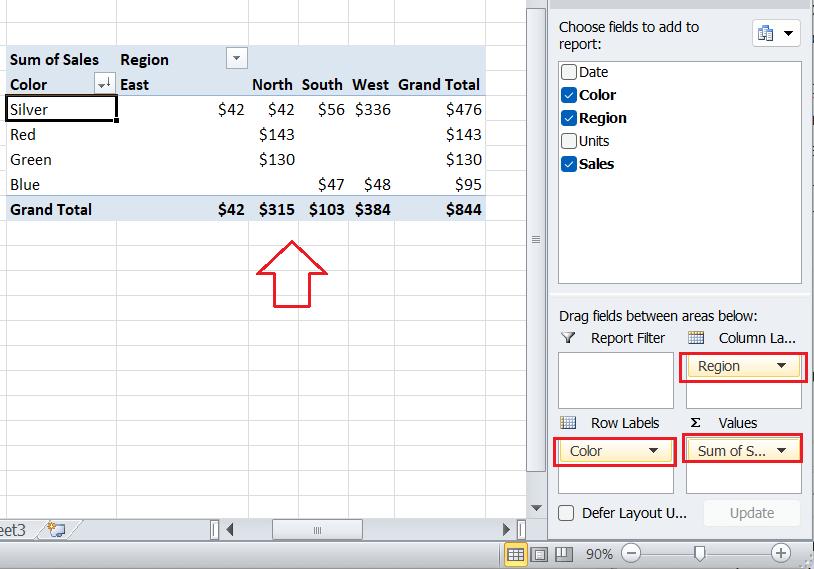 Sum of Sales Region
Color East North South West Grand Total
Silver $42 $42 $56 $336 $476
Red $143 $143
Green $130 $130
Blue $47 $48 $95
Grand Total $42 $315 $103 $384 $844
Choose fields to add to
report:
Date
Color
Region
Units
Sales
Drag fields between areas below:
Report Filter Column La...
Region
Row Labels Σ Values
Color Sum of S...
Defer Layout U... Update
eet3
90%